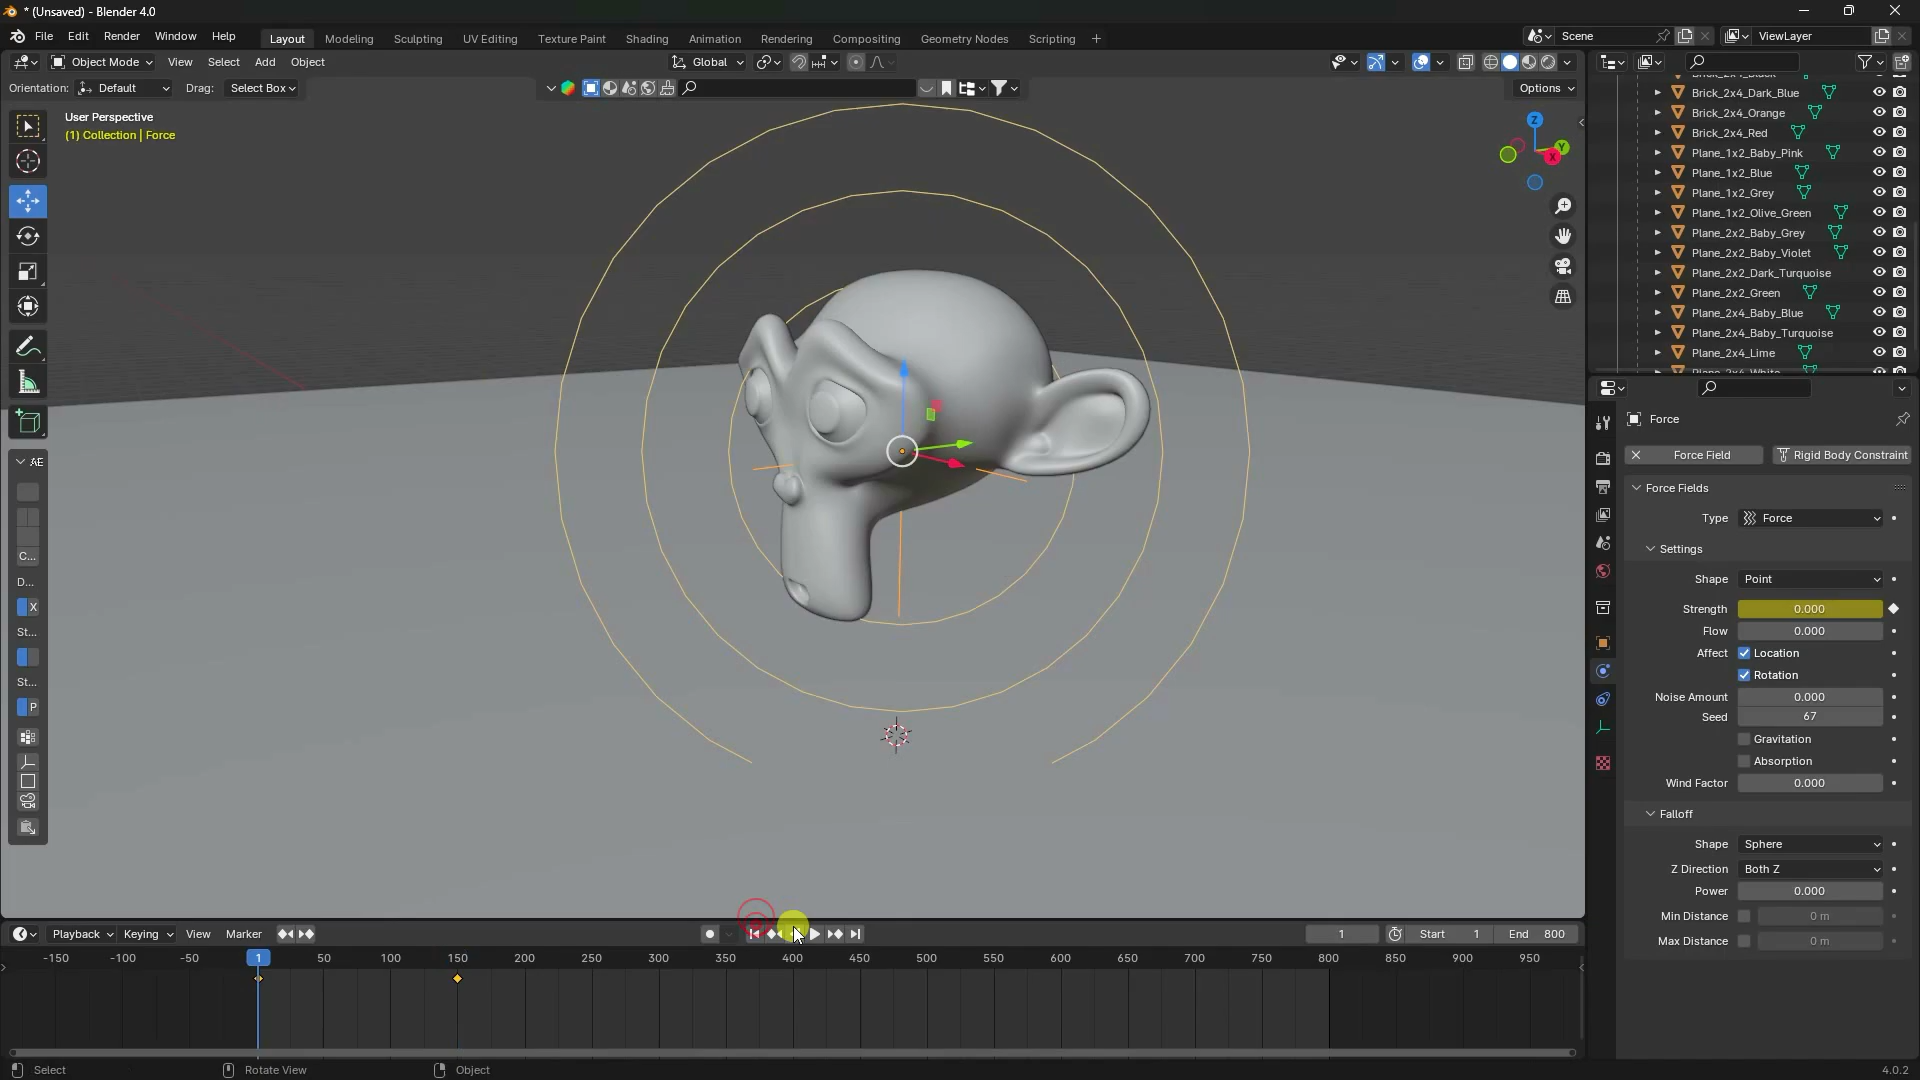 * (Unsaved) - Blender 4.0
File Edit Render Window Help
Layout Modeling Sculpting UV Editing Texture Paint Shading Animation Rendering Compositing Geometry Nodes Scripting +
Scene
ViewLayer
Object Mode View Select Add Object
Global
Orientation: Default Drag: Select Box
Options
User Perspective
(1) Collection | Force
Z
Y
X
AE
C...
D...
X
St...
St...
P
Brick_2x4_Black
Brick_2x4_Dark_Blue
Brick_2x4_Orange
Brick_2x4_Red
Plane_1x2_Baby_Pink
Plane_1x2_Blue
Plane_1x2_Grey
Plane_1x2_Olive_Green
Plane_2x2_Baby_Grey
Plane_2x2_Baby_Violet
Plane_2x2_Dark_Turquoise
Plane_2x2_Green
Plane_2x4_Baby_Blue
Plane_2x4_Baby_Turquoise
Plane_2x4_Lime
Plane_2x4_White
Force
Force Field
Rigid Body Constraint
Force Fields
Type Force
Settings
Shape Point
Strength 0.000
Flow 0.000
Affect Location
Rotation
Noise Amount 0.000
Seed 67
Gravitation
Absorption
Wind Factor 0.000
Falloff
Shape Sphere
Z Direction Both Z
Power 0.000
Min Distance 0 m
Max Distance 0 m
Playback Keying View Marker
1 Start 1 End 800
-150 -100 -50 1 50 100 150 200 250 300 350 400 450 500 550 600 650 700 750 800 850 900 950
Select Rotate View Object
4.0.2